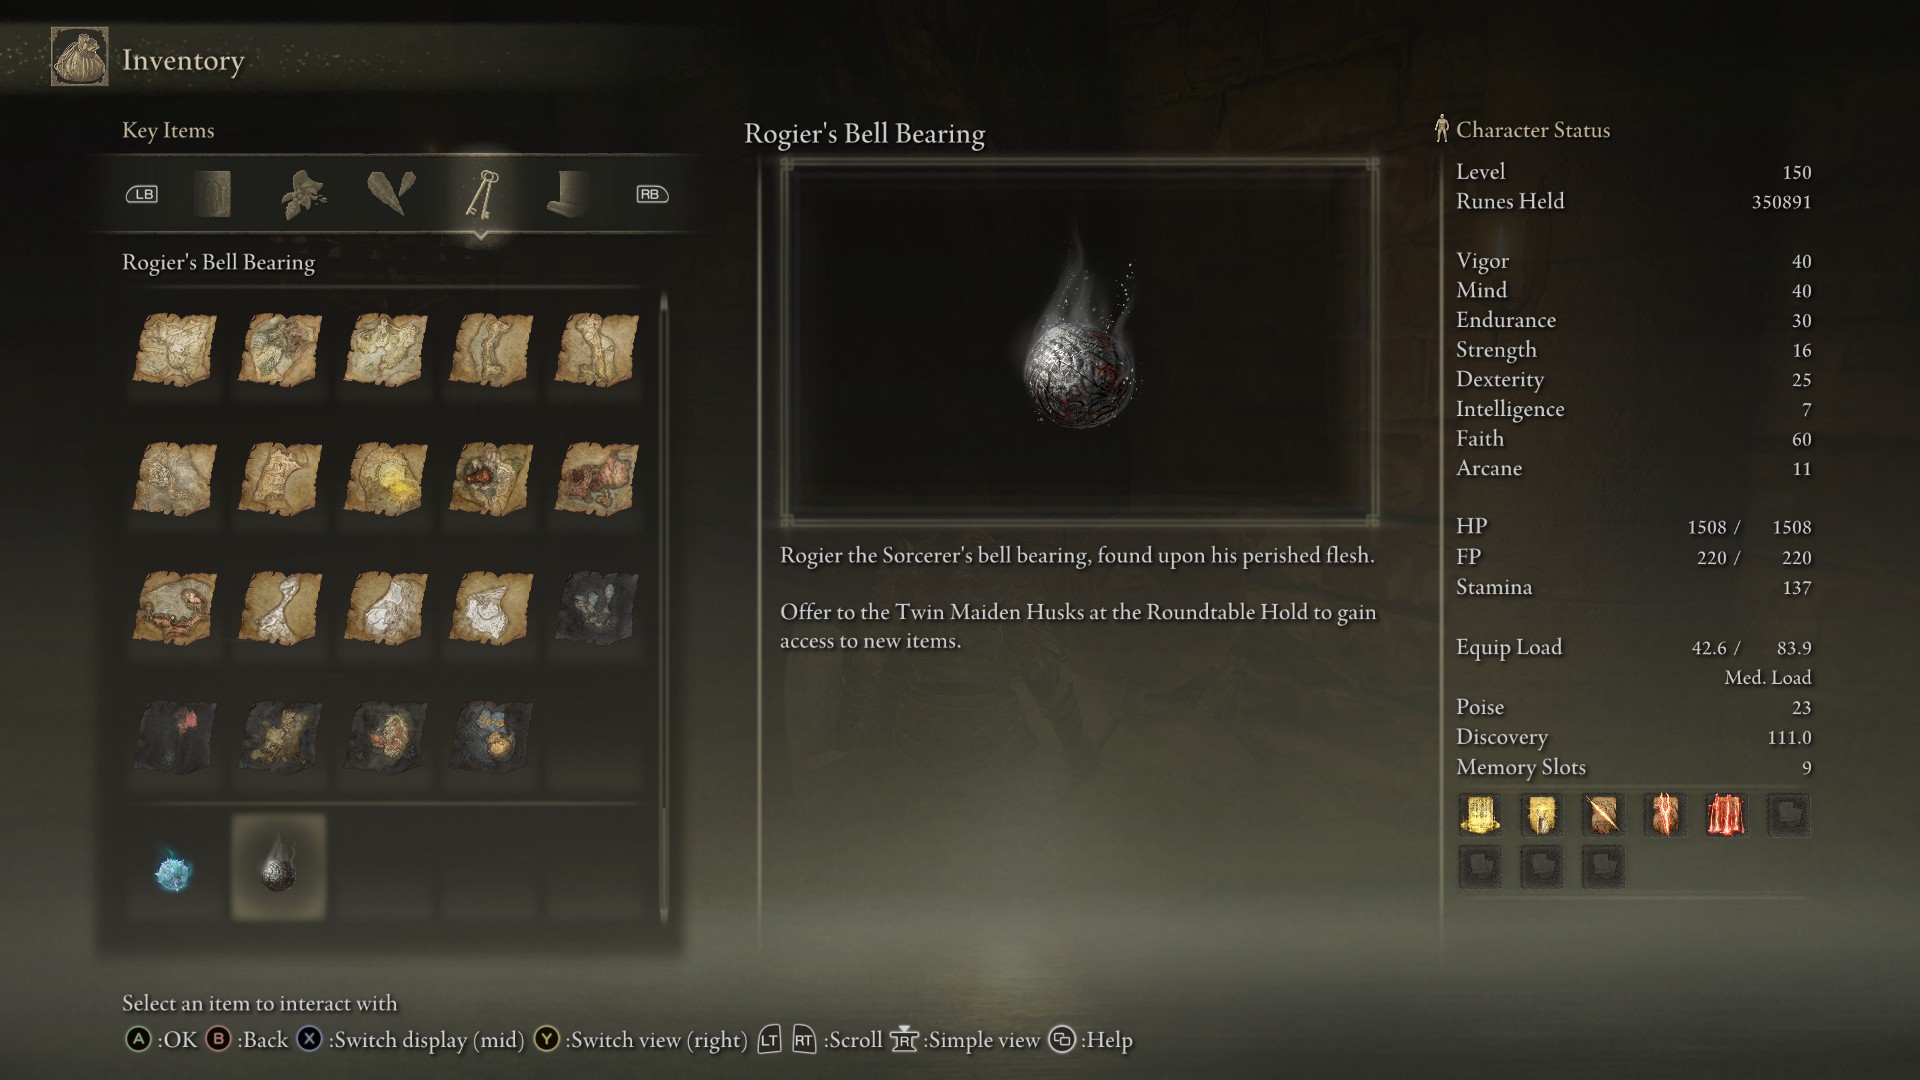 Inventory
Key Items
LB
RB
Rogier's Bell Bearing
Rogier's Bell Bearing
Rogier the Sorcerer's bell bearing, found upon his perished flesh.
Offer to the Twin Maiden Husks at the Roundtable Hold to gain
access to new items.
Character Status
Level 150
Runes Held 350891
Vigor 40
Mind 40
Endurance 30
Strength 16
Dexterity 25
Intelligence 7
Faith 60
Arcane 11
HP 1508 / 1508
FP 220 / 220
Stamina 137
Equip Load 42.6 / 83.9
Med. Load
Poise 23
Discovery 111.0
Memory Slots 9
Select an item to interact with
A :OK B :Back X :Switch display (mid) Y :Switch view (right) LT RT :Scroll R :Simple view :Help